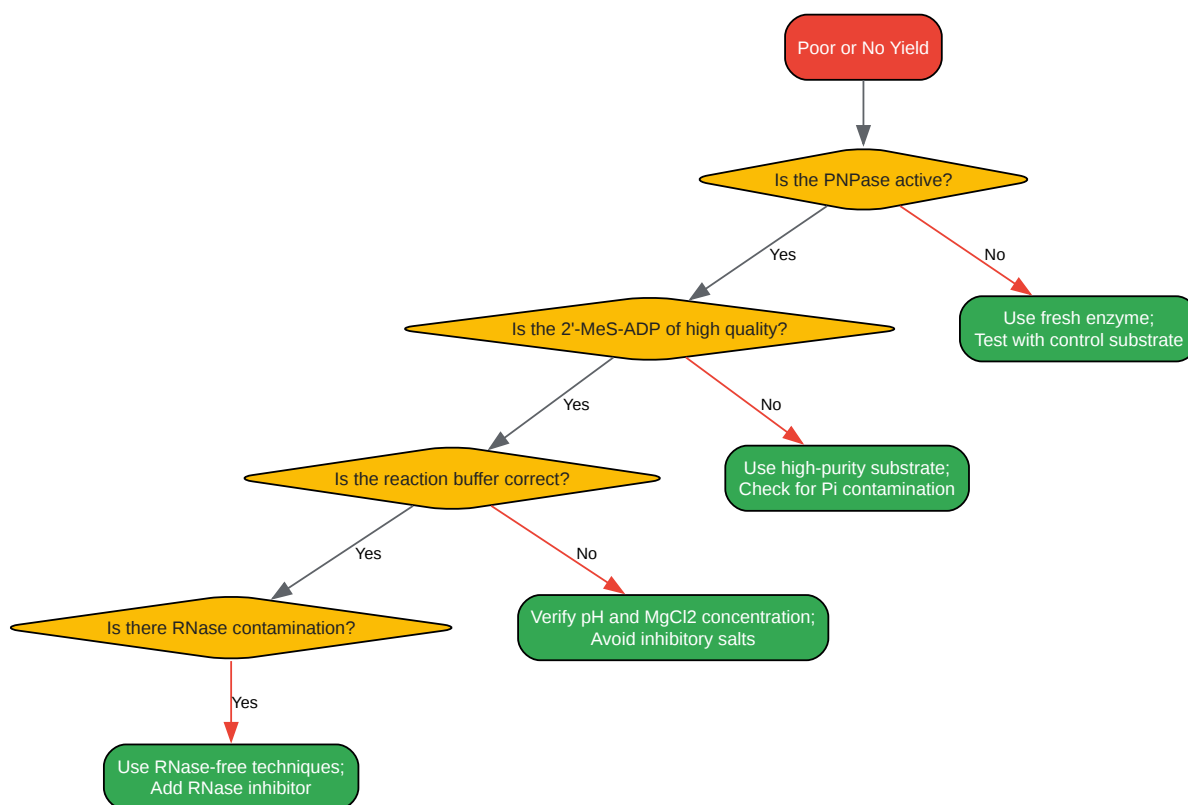 Poor or No Yield
Is the PNPase active?
Yes
No
Is the 2'-MeS-ADP of high quality?
Use fresh enzyme;
Test with control substrate
Yes
No
Is the reaction buffer correct?
Use high-purity substrate;
Check for Pi contamination
Yes
No
Is there RNase contamination?
Verify pH and MgCl2 concentration;
Avoid inhibitory salts
Yes
Use RNase-free techniques;
Add RNase inhibitor